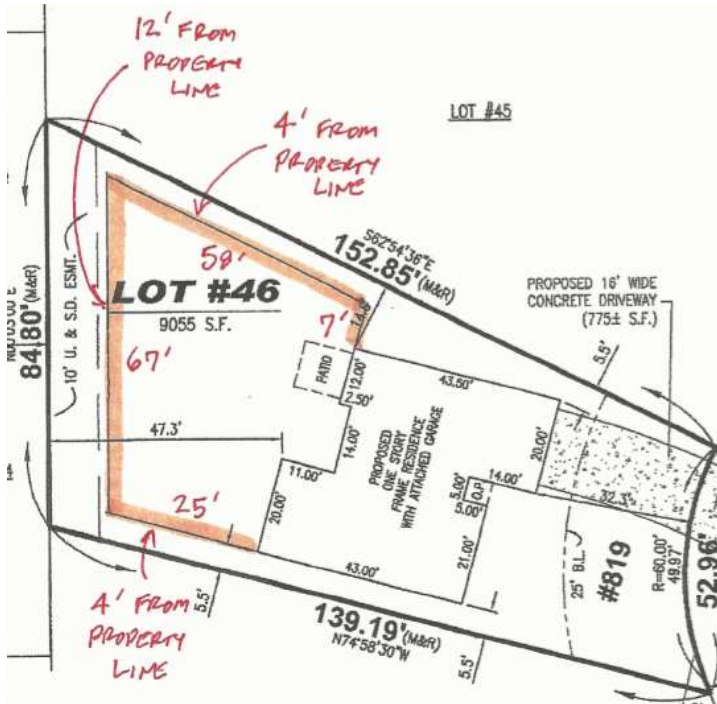 12' FROM
PROPERTY
LINE
LOT #45
4' FROM
PROPERTY
LINE
S62°54'36"E
152.85' (M&R)
58'
PROPOSED 16' WIDE
CONCRETE DRIVEWAY
(775± S.F.)
10' U. & S.D. ESMT.
84.80' (M&R)
LOT #46
9055 S.F.
14.8'
7'
5.5'
67'
PATIO
12.00'
2.50'
43.50'
47.3'
14.00'
PROPOSED
ONE STORY
FRAME RESIDENCE
WITH ATTACHED GARAGE
20.00'
11.00'
5.00'
O.P.
5.00'
14.00'
32.3'
25'
20.00'
21.00'
25' B.L.
#819
R=60.00'
49.97'
52.96'
43.00'
4' FROM
PROPERTY
LINE
5.5'
139.19' (M&R)
N74°58'30"W
5.5'